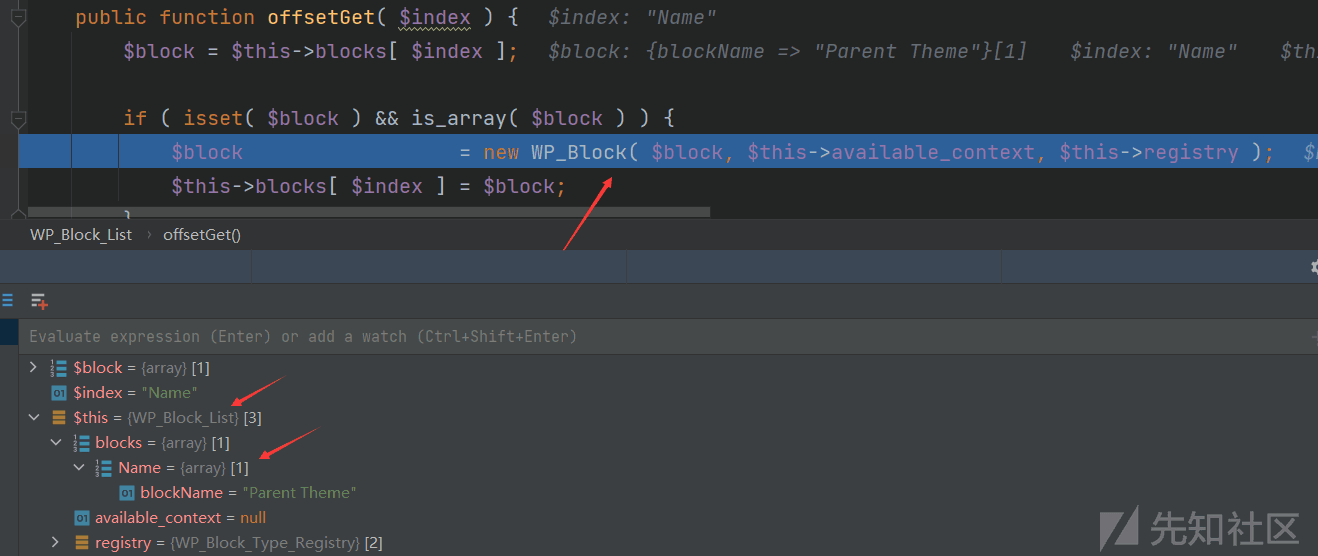 public function offsetGet( $index ) { $index: "Name"
$block = $this->blocks[ $index ]; $block: {blockName => "Parent Theme"}[1] $index: "Name"
if ( isset( $block ) && is_array( $block ) ) {
$block = new WP_Block( $block, $this->available_context, $this->registry );
$this->blocks[ $index ] = $block;
}
WP_Block_List › offsetGet()
Evaluate expression (Enter) or add a watch (Ctrl+Shift+Enter)
$block = {array} [1]
$index = "Name"
$this = {WP_Block_List} [3]
blocks = {array} [1]
Name = {array} [1]
blockName = "Parent Theme"
available_context = null
registry = {WP_Block_Type_Registry} [2]
先知社区